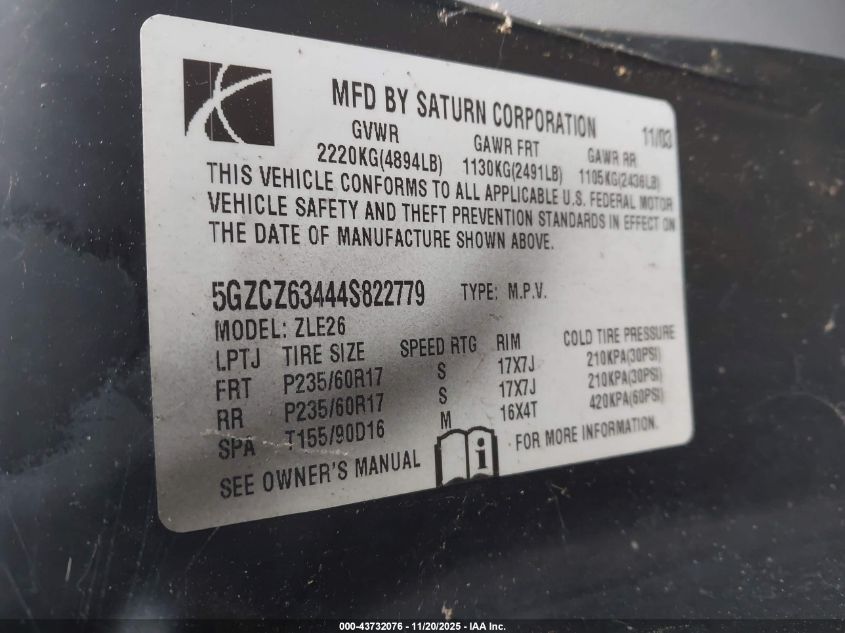 MFD BY SATURN CORPORATION 11/03
GVWR GAWR FRT GAWR RR
2220KG(4894LB) 1130KG(2491LB) 1105KG(2436LB)
THIS VEHICLE CONFORMS TO ALL APPLICABLE U.S. FEDERAL MOTOR
VEHICLE SAFETY AND THEFT PREVENTION STANDARDS IN EFFECT ON
THE DATE OF MANUFACTURE SHOWN ABOVE.
5GZCZ63444S822779 TYPE: M.P.V.
MODEL: ZLE26
LPTJ TIRE SIZE SPEED RTG RIM COLD TIRE PRESSURE
FRT P235/60R17 S 17X7J 210KPA(30PSI)
RR P235/60R17 S 17X7J 210KPA(30PSI)
SPA T155/90D16 M 16X4T 420KPA(60PSI)
SEE OWNER'S MANUAL i FOR MORE INFORMATION.
000-43732076 - 11/20/2025 - IAA Inc.